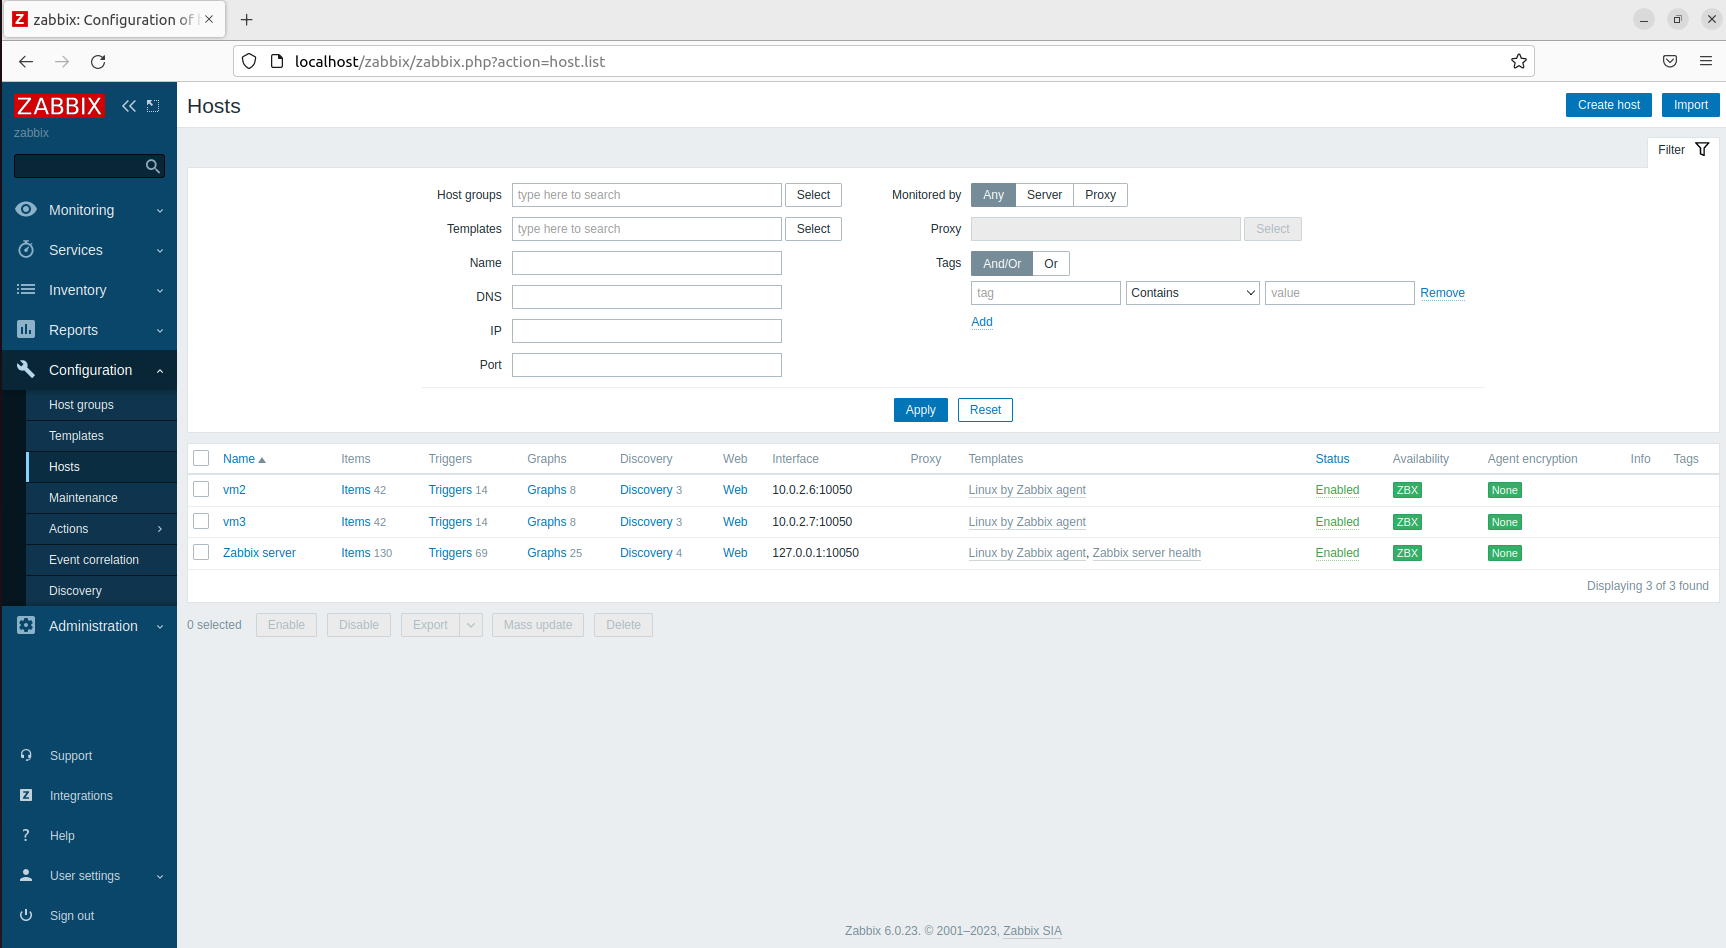 zabbix: Configuration of
localhost/zabbix/zabbix.php?action=host.list
ZABBIX
zabbix
Monitoring
Services
Inventory
Reports
Configuration
Host groups
Templates
Hosts
Maintenance
Actions
Event correlation
Discovery
Administration
Support
Integrations
Help
User settings
Sign out
Hosts
Create host Import
Filter
Host groups type here to search Select
Templates type here to search Select
Name
DNS
IP
Port
Monitored by Any Server Proxy
Proxy Select
Tags And/Or Or
tag Contains value Remove
Add
Apply Reset
Name Items Triggers Graphs Discovery Web Interface Proxy Templates Status Availability Agent encryption Info Tags
vm2 Items 42 Triggers 14 Graphs 8 Discovery 3 Web 10.0.2.6:10050 Linux by Zabbix agent Enabled ZBX None
vm3 Items 42 Triggers 14 Graphs 8 Discovery 3 Web 10.0.2.7:10050 Linux by Zabbix agent Enabled ZBX None
Zabbix server Items 130 Triggers 69 Graphs 25 Discovery 4 Web 127.0.0.1:10050 Linux by Zabbix agent, Zabbix server health Enabled ZBX None
Displaying 3 of 3 found
0 selected Enable Disable Export Mass update Delete
Zabbix 6.0.23. © 2001–2023, Zabbix SIA